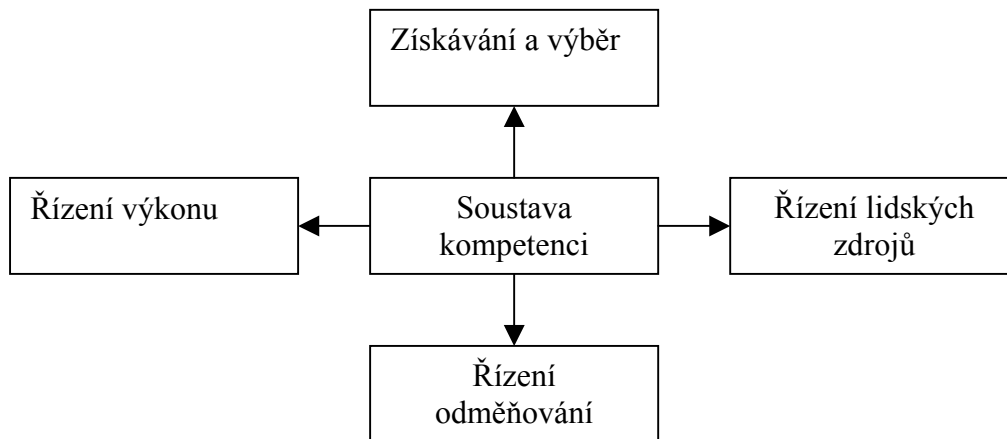 Získávání a výběr
Řízení výkonu
Soustava
kompetenci
Řízení lidských
zdrojů
Řízení
odměňování